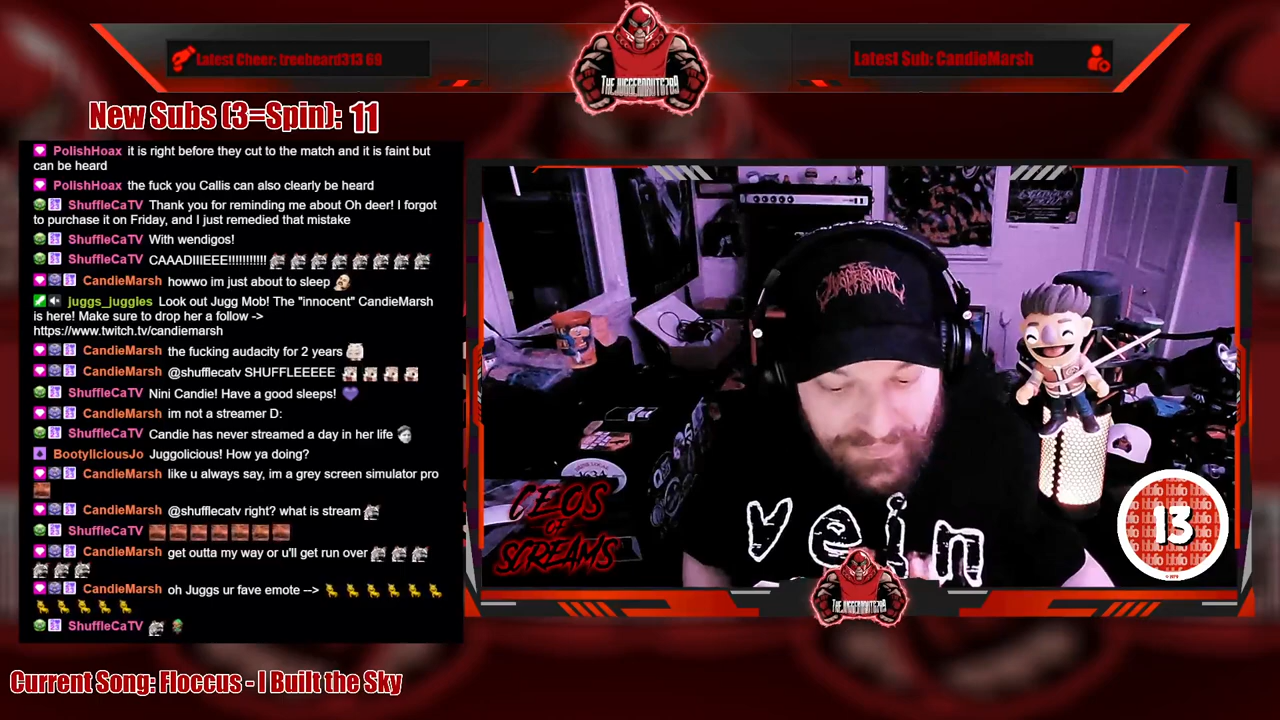 Latest Cheer: treebeard313 69
THEJUGGERNAUT6789
Latest Sub: CandieMarsh
New Subs (3=Spin): 11
PolishHoax it is right before they cut to the match and it is faint but
can be heard
PolishHoax the fuck you Callis can also clearly be heard
ShuffleCaTV Thank you for reminding me about Oh deer! I forgot
to purchase it on Friday, and I just remedied that mistake
ShuffleCaTV With wendigos!
ShuffleCaTV CAAADIIIEEE!!!!!!!!!!!
CandieMarsh howwo im just about to sleep
juggs_juggies Look out Jugg Mob! The "innocent" CandieMarsh
is here! Make sure to drop her a follow ->
https://www.twitch.tv/candiemarsh
CandieMarsh the fucking audacity for 2 years
CandieMarsh @shufflecatv SHUFFLEEEEE
ShuffleCaTV Nini Candie! Have a good sleeps!
CandieMarsh im not a streamer D:
ShuffleCaTV Candie has never streamed a day in her life
BootyliciousJo Juggolicious! How ya doing?
CandieMarsh like u always say, im a grey screen simulator pro
CandieMarsh @shufflecatv right? what is stream
ShuffleCaTV
CandieMarsh get outta my way or u'll get run over
CandieMarsh oh Juggs ur fave emote -->
ShuffleCaTV
Current Song: Floccus - I Built the Sky
CEOS
OF
SCREAMS
vein
13
THEJUGGERNAUT6789